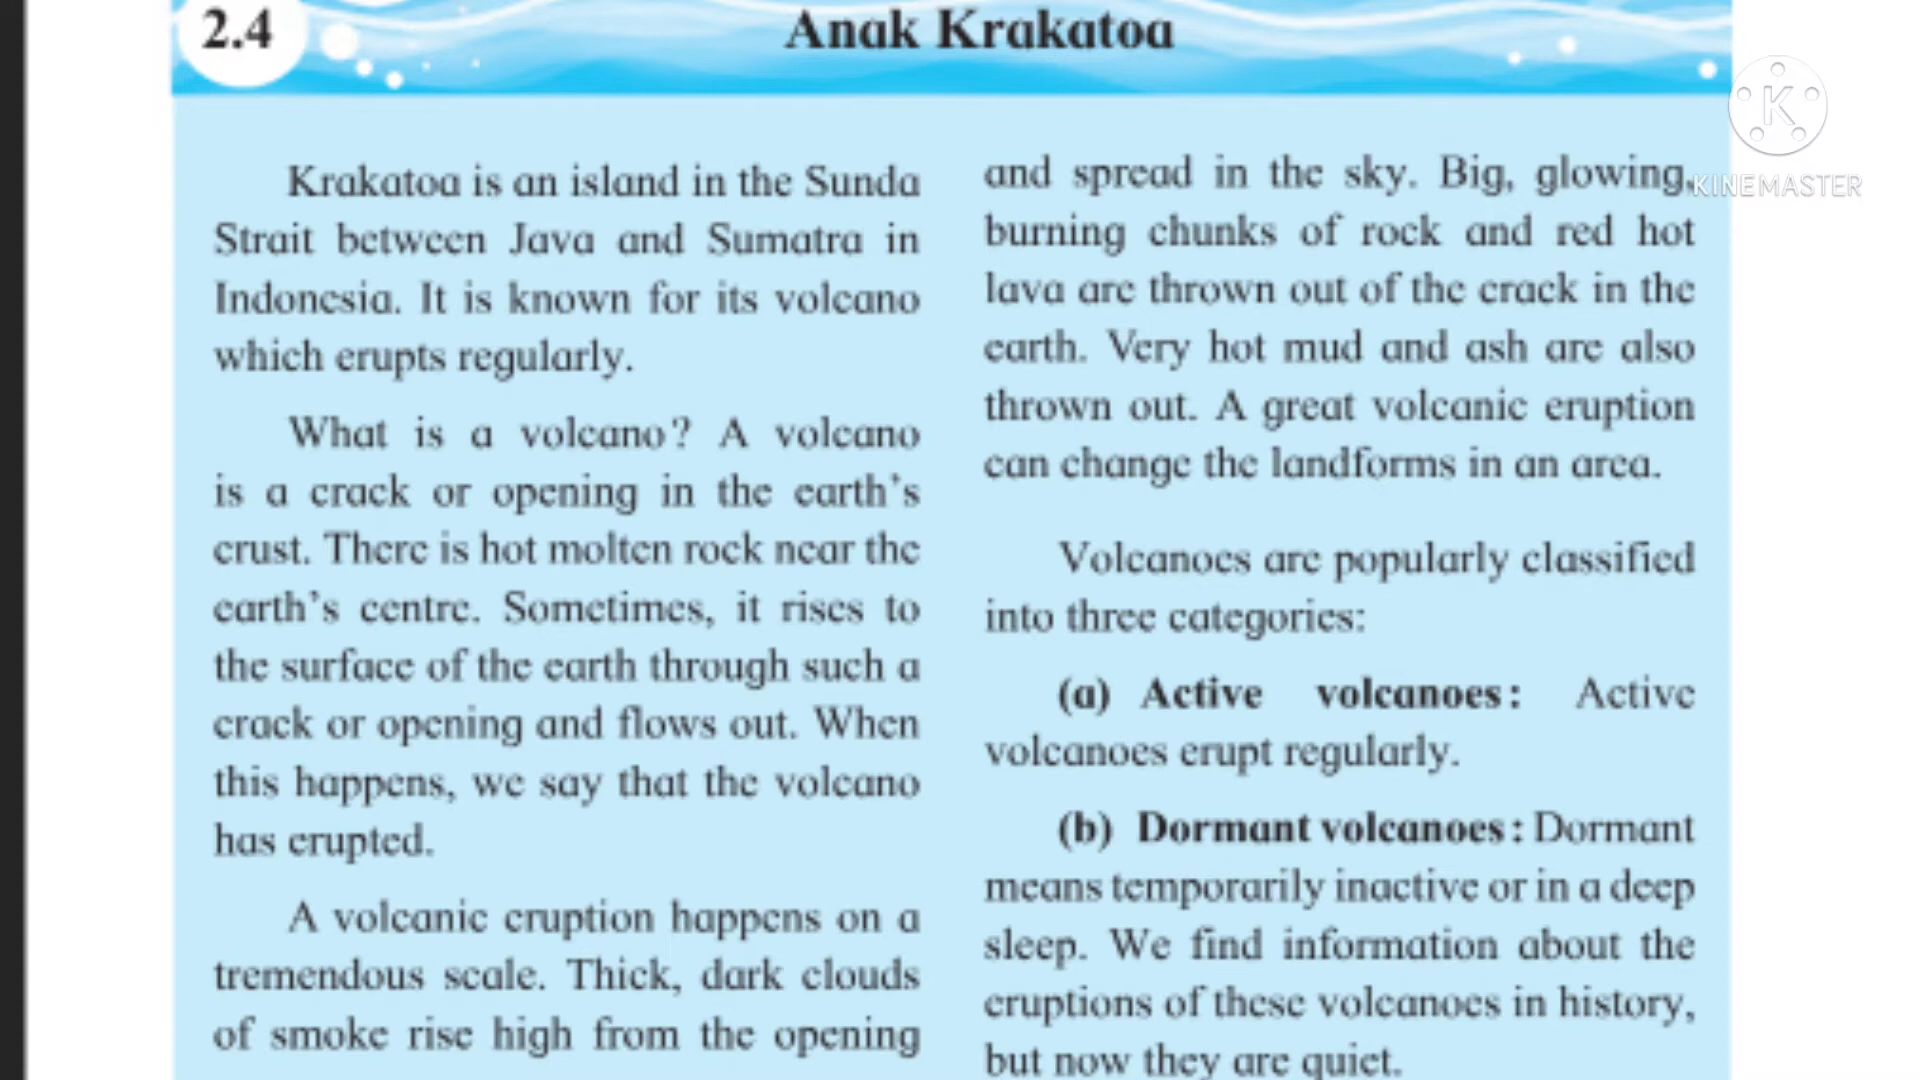 2.4
Anak Krakatoa
Krakatoa is an island in the Sunda
Strait between Java and Sumatra in
Indonesia. It is known for its volcano
which erupts regularly.
What is a volcano? A volcano
is a crack or opening in the earth’s
crust. There is hot molten rock near the
earth’s centre. Sometimes, it rises to
the surface of the earth through such a
crack or opening and flows out. When
this happens, we say that the volcano
has erupted.
A volcanic eruption happens on a
tremendous scale. Thick, dark clouds
of smoke rise high from the opening
and spread in the sky. Big, glowing,
burning chunks of rock and red hot
lava are thrown out of the crack in the
earth. Very hot mud and ash are also
thrown out. A great volcanic eruption
can change the landforms in an area.
Volcanoes are popularly classified
into three categories:
(a) Active volcanoes: Active
volcanoes erupt regularly.
(b) Dormant volcanoes: Dormant
means temporarily inactive or in a deep
sleep. We find information about the
eruptions of these volcanoes in history,
but now they are quiet.
K
KINEMASTER